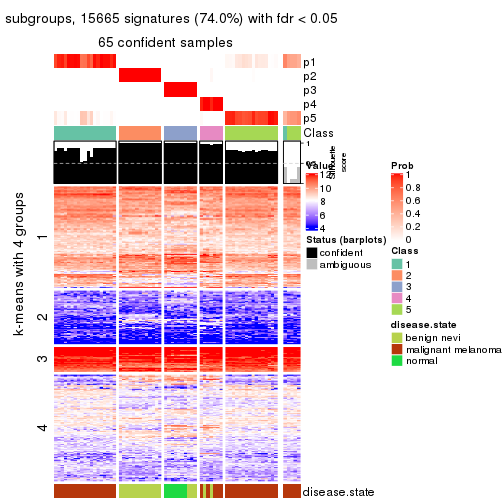 subgroups, 15665 signatures (74.0%) with fdr < 0.05
65 confident samples
p1
p2
p3
p4
p5
Class
1
Silhouette
score
k-means with 4 groups
1
2
3
4
disease.state
Value
12
10
8
6
4
Status (barplots)
confident
ambiguous
Prob
1
0.8
0.6
0.4
0.2
0
Class
1
2
3
4
5
disease.state
benign nevi
malignant melanoma
normal